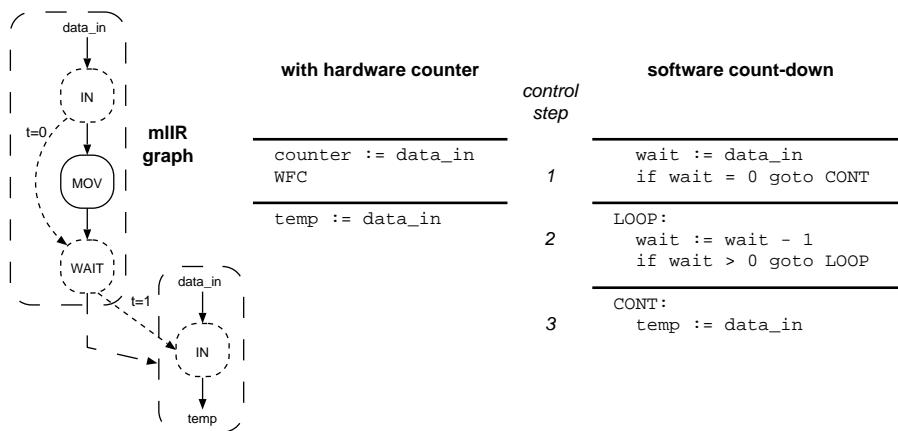 data_in
IN
t=0
mIIR
graph
MOV
WAIT
t=1
data_in
IN
temp
with hardware counter
counter := data_in
WFC
temp := data_in
control
step
1
2
3
software count-down
wait := data_in
if wait = 0 goto CONT
LOOP:
wait := wait - 1
if wait > 0 goto LOOP
CONT:
temp := data_in